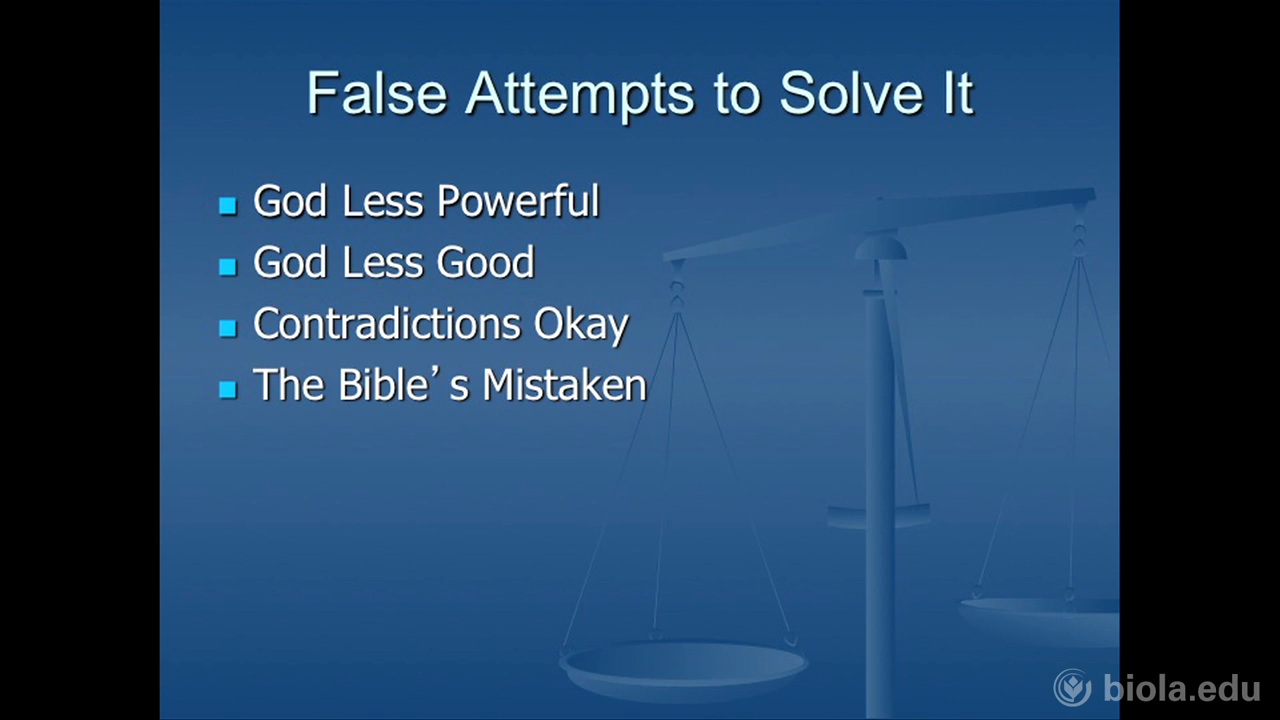 False Attempts to Solve It
God Less Powerful
God Less Good
Contradictions Okay
The Bible’s Mistaken
biola.edu